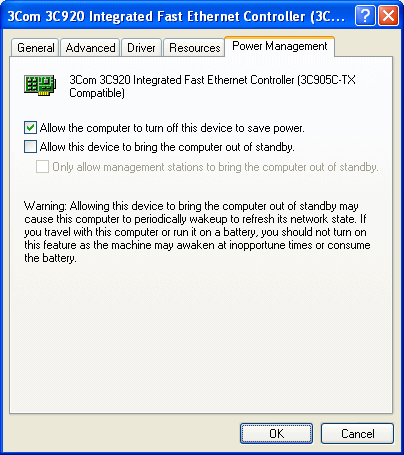 3Com 3C920 Integrated Fast Ethernet Controller (3C...
General Advanced Driver Resources Power Management
3Com 3C920 Integrated Fast Ethernet Controller (3C905C-TX
Compatible)
Allow the computer to turn off this device to save power.
Allow this device to bring the computer out of standby.
Only allow management stations to bring the computer out of standby.
Warning: Allowing this device to bring the computer out of standby may
cause this computer to periodically wakeup to refresh its network state. If
you travel with this computer or run it on a battery, you should not turn on
this feature as the machine may awaken at inopportune times or consume
the battery.
OK Cancel